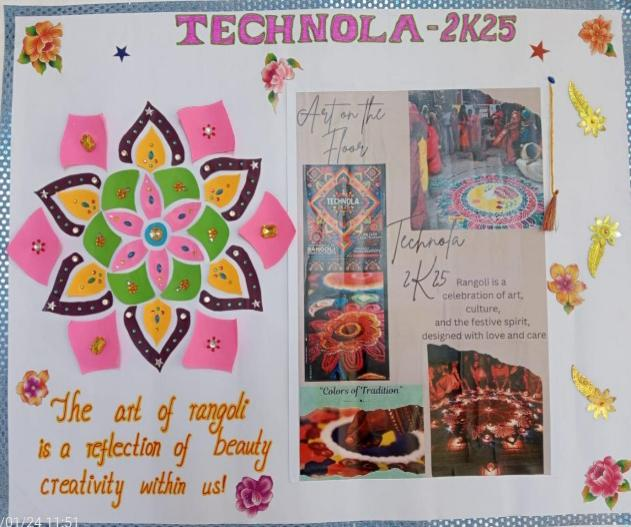 TECHNOLA-2K25
Art on the
Floor
TECHNOLA
RANGOLI
Technola
2K25
Rangoli is a
celebration of art,
culture,
and the festive spirit,
designed with love and care
"Colors of Tradition"
The art of rangoli
is a reflection of beauty
creativity within us!
/01/24 11:51